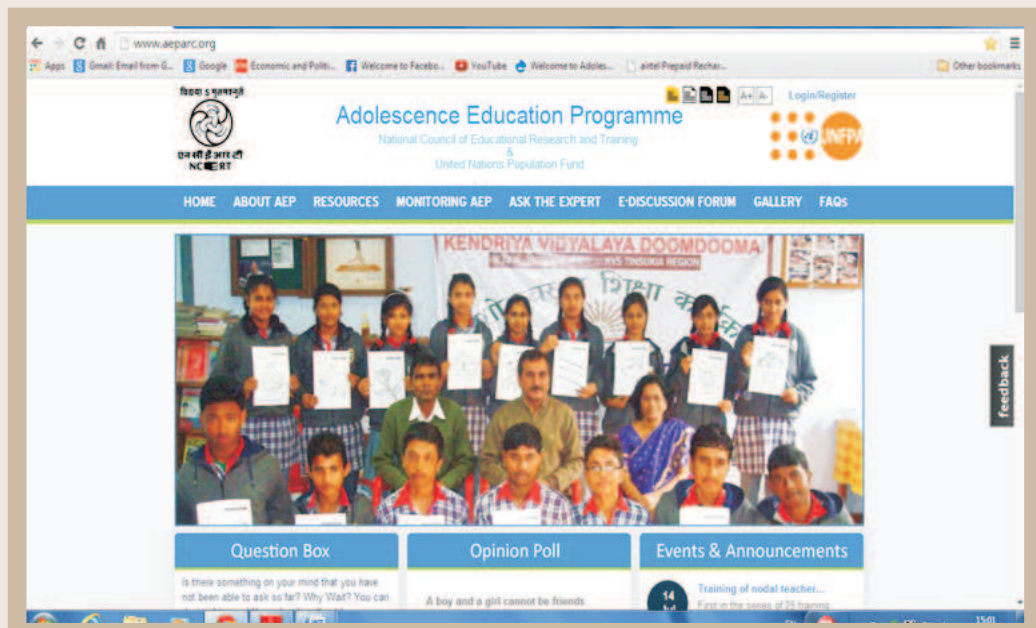 www.aeparc.org
Apps Gmail: Email from G... Google Economic and Politi... Welcome to Facebo... YouTube Welcome to Adoles... airtel Prepaid Rechar... Other bookmarks
A+ A- Login/Register
एन सी ई आर टी
NCERT
Adolescence Education Programme
National Council of Educational Research and Training
&
United Nations Population Fund
UNFPA
HOME ABOUT AEP RESOURCES MONITORING AEP ASK THE EXPERT E-DISCUSSION FORUM GALLERY FAQs
KENDRIYA VIDYALAYA DOOMDOOMA
KVS TINSUKIA REGION
शिक्षा
feedback
Question Box Opinion Poll Events & Announcements
Is there something on your mind that you have
not been able to ask so far? Why Wait? You can
A boy and a girl cannot be friends
14
Training of nodal teacher...
First in the series of 25 training
15:01